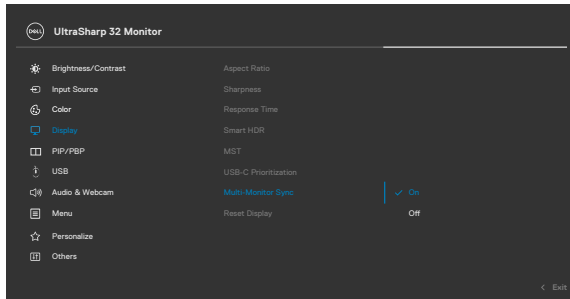 DELL UltraSharp 32 Monitor
Brightness/Contrast Aspect Ratio
Input Source Sharpness
Color Response Time
Display Smart HDR
PIP/PBP MST
USB USB-C Prioritization
Audio & Webcam Multi-Monitor Sync On
Menu Reset Display Off
Personalize
Others
Exit